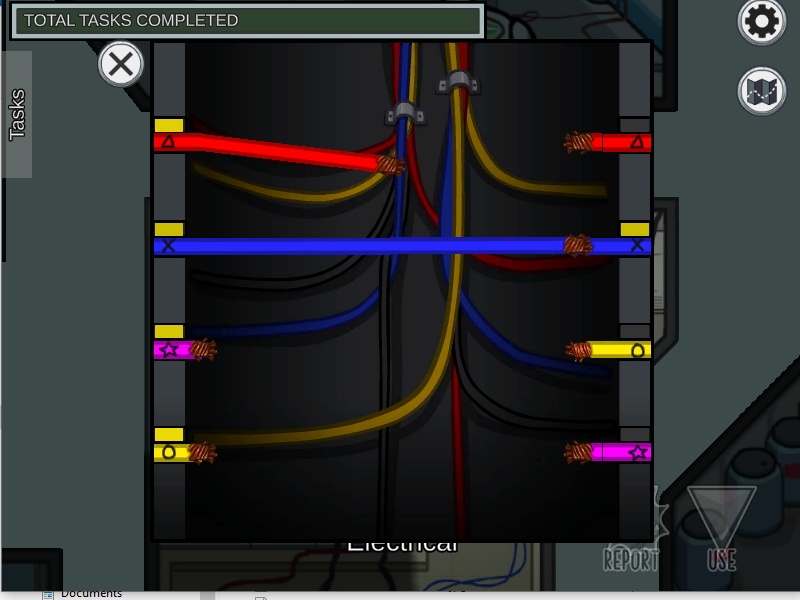 TOTAL TASKS COMPLETED
Tasks
Electrical
REPORT
USE
Documents